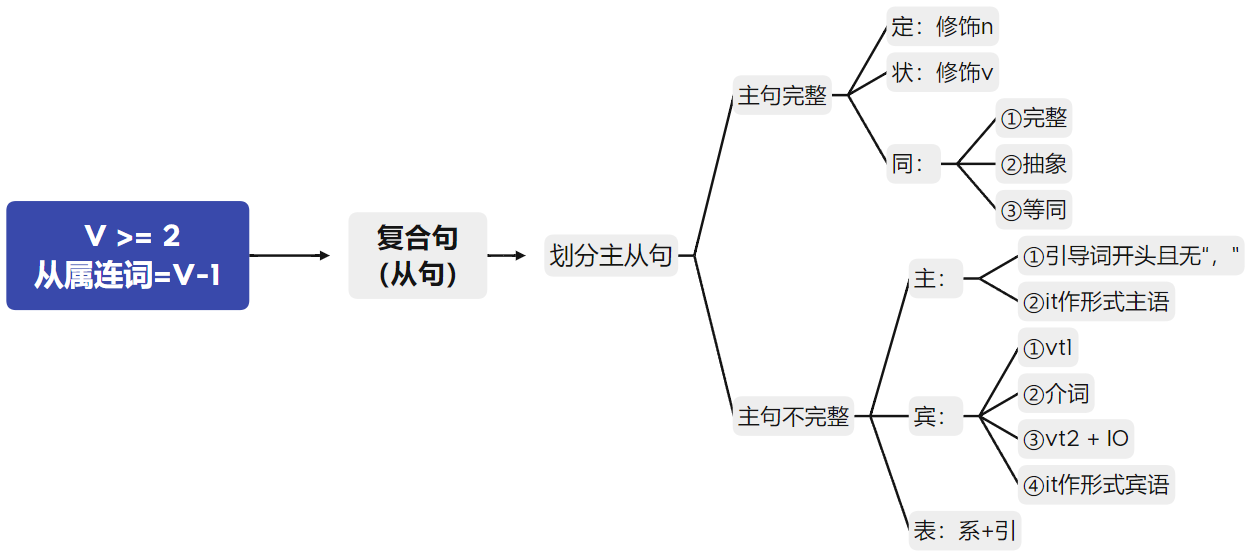 V >= 2
从属连词=V-1
复合句
（从句）
划分主从句
主句完整
定：修饰n
状：修饰v
同：
①完整
②抽象
③等同
主句不完整
主：
①引导词开头且无“，"
②it作形式主语
宾：
①vt1
②介词
③vt2 + IO
④it作形式宾语
表：系+引